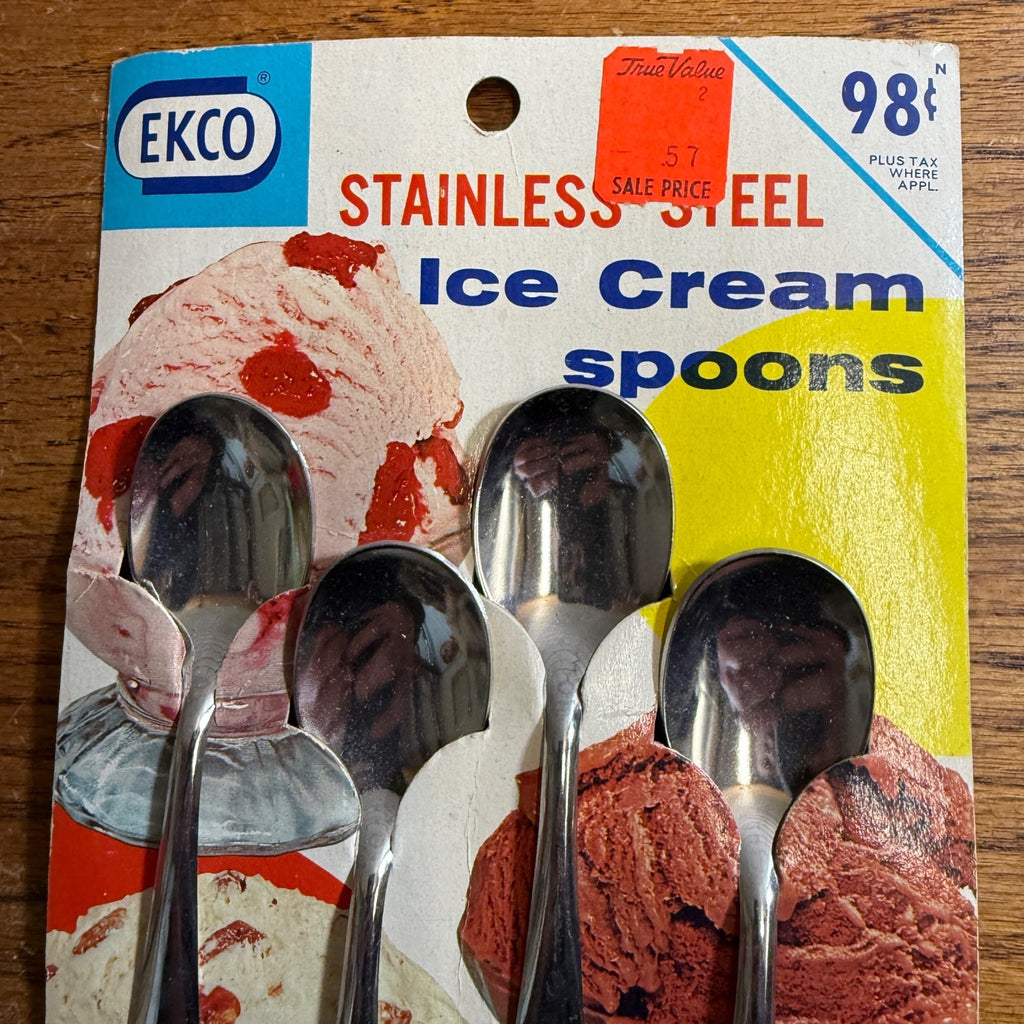 EKCO®
True Value
2
- .57
SALE PRICE
98¢ N
PLUS TAX
WHERE
APPL.
STAINLESS STEEL
Ice Cream
spoons